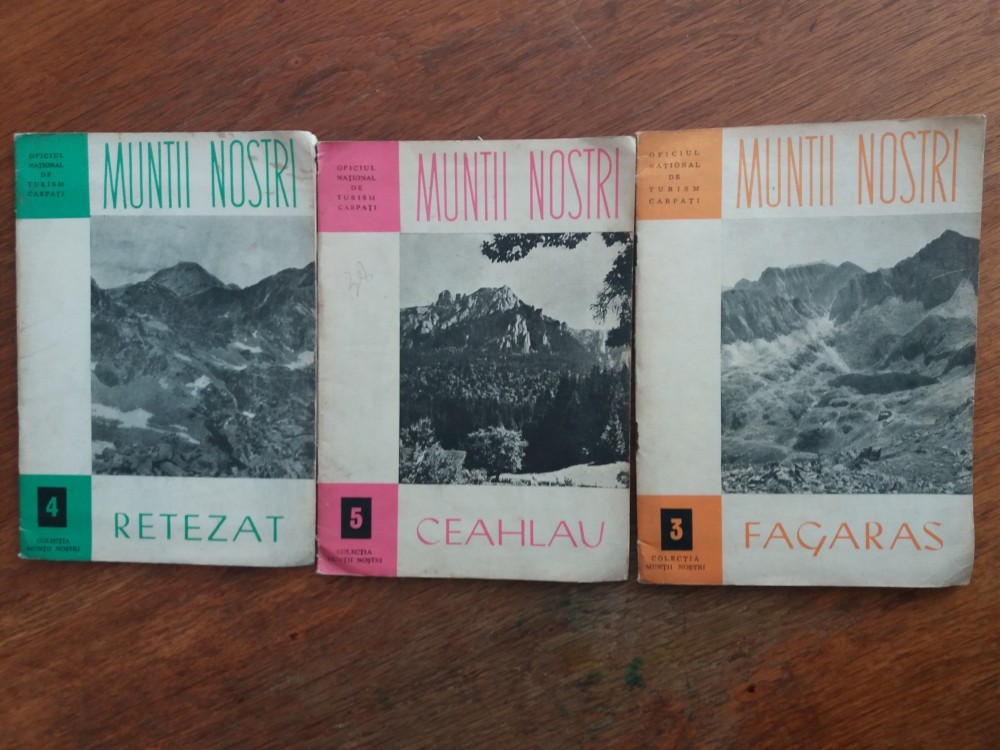 OFICIUL
NAȚIONAL
DE
TURISM
CARPAȚI
MUNTII NOSTRI
4
COLECȚIA
MUNȚII NOȘTRI
RETEZAT
OFICIUL
NAȚIONAL
DE
TURISM
CARPAȚI
MUNTII NOSTRI
5
COLECȚIA
MUNȚII NOȘTRI
CEAHLAU
OFICIUL
NAȚIONAL
DE
TURISM
CARPAȚI
MUNTII NOSTRI
3
COLECȚIA
MUNȚII NOȘTRI
FAGARAS